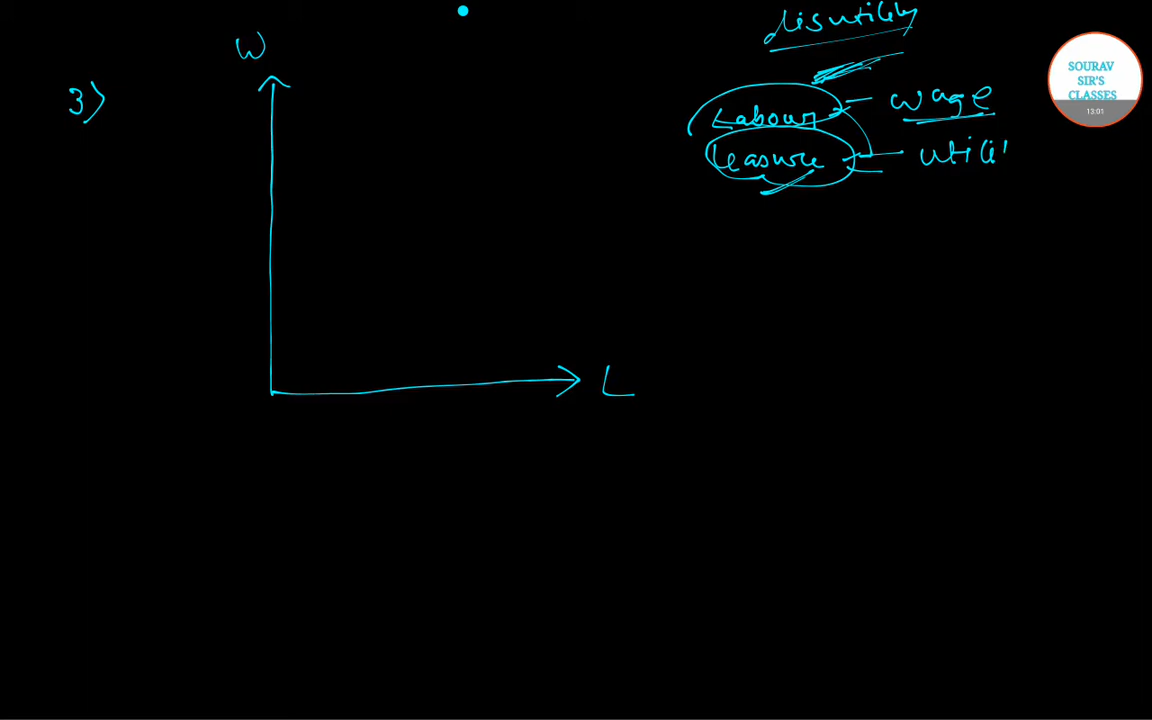 disutility
W
3)
Labour - wage
Leasure - utili
L
SOURAV
SIR'S
CLASSES
13:01